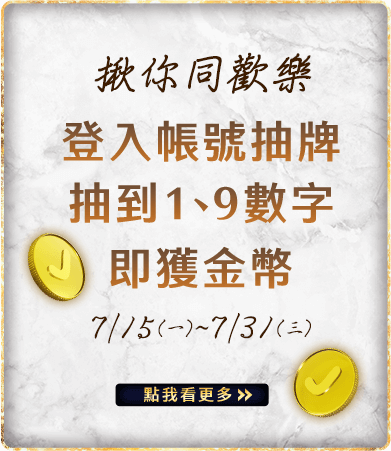 揪你同歡樂
登入帳號抽牌
抽到1、9數字
即獲金幣
7/15(一)~7/31(三)
點我看更多 »